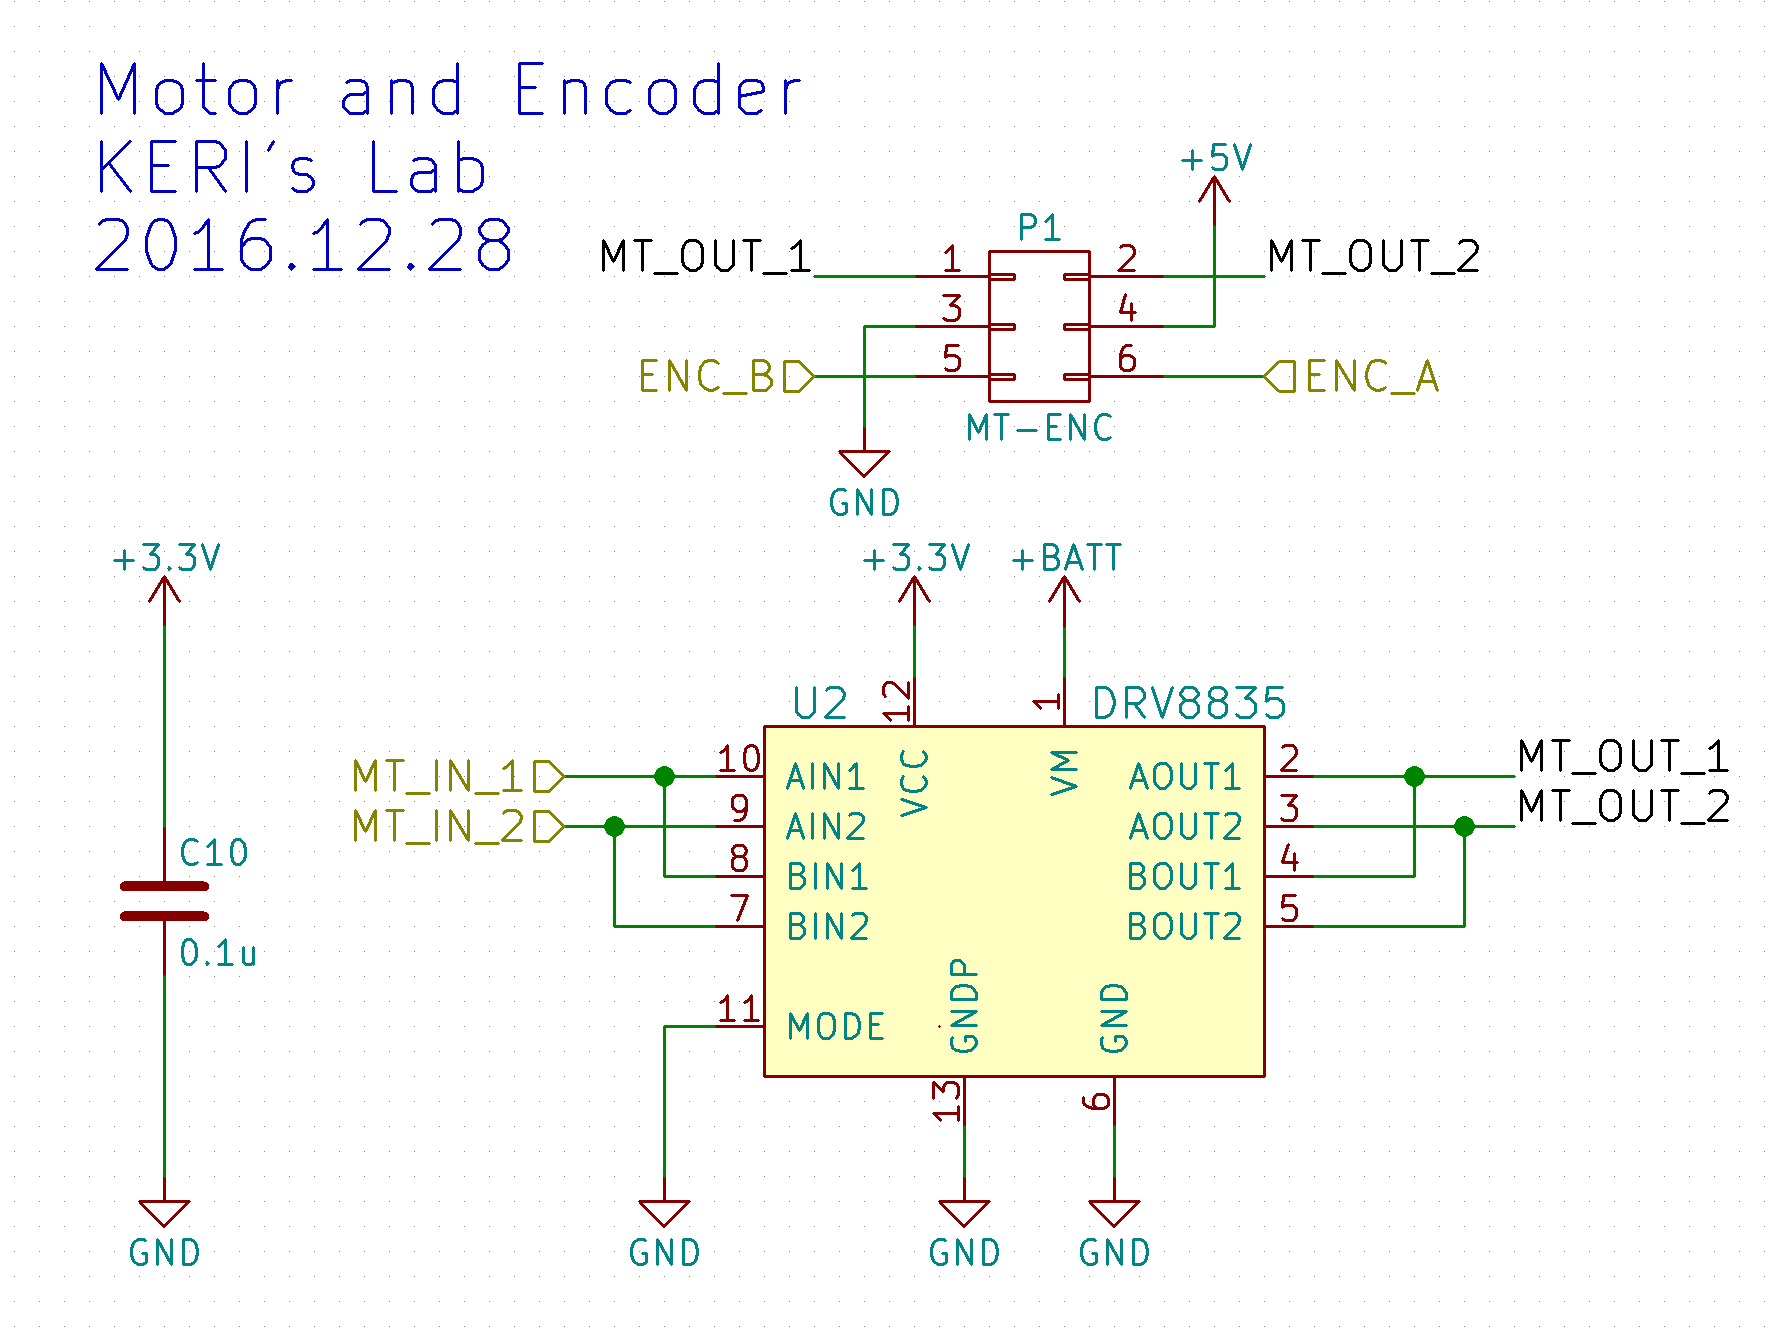 Motor and Encoder
KERI's Lab
2016.12.28
+5V
P1
MT_OUT_1 1 2 MT_OUT_2
3 4
ENC_B 5 6 ENC_A
MT-ENC
GND
+3.3V +3.3V +BATT
U2 12 1 DRV8835
MT_IN_1 10 AIN1 VCC VM AOUT1 2 MT_OUT_1
MT_IN_2 9 AIN2 AOUT2 3 MT_OUT_2
C10 8 BIN1 BOUT1 4
0.1u 7 BIN2 BOUT2 5
11 MODE GNDP GND
13 6
GND GND GND GND